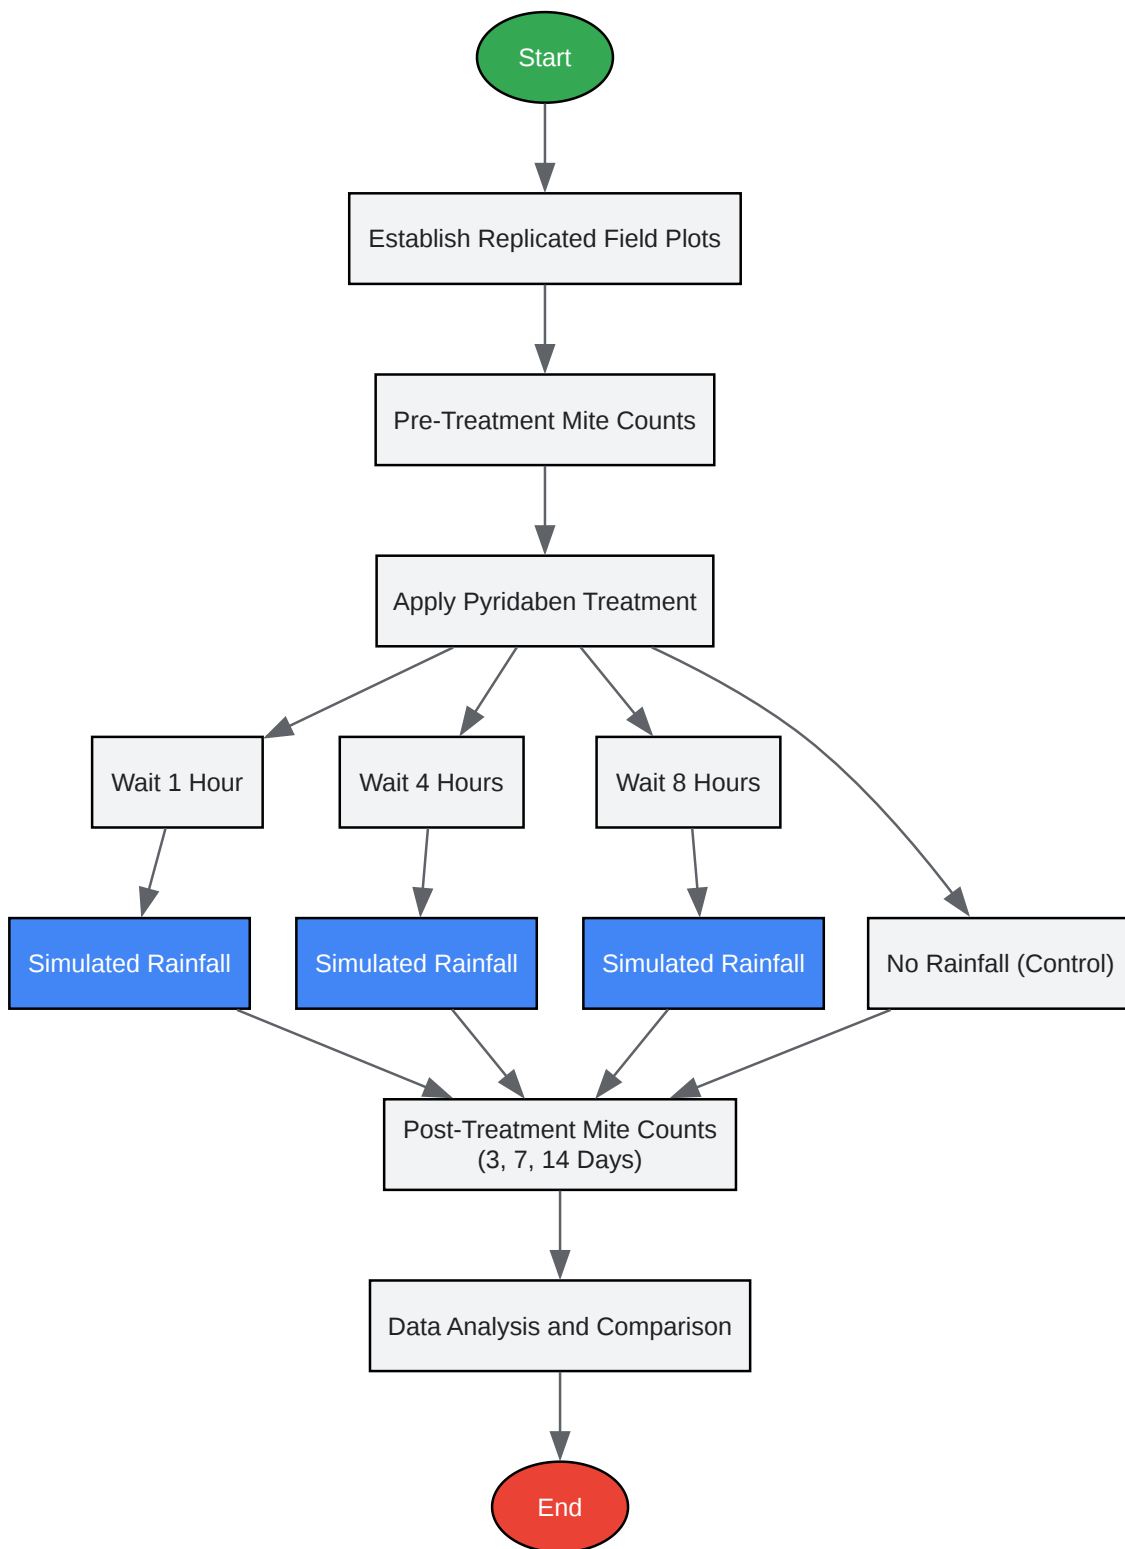 Start
Establish Replicated Field Plots
Pre-Treatment Mite Counts
Apply Pyridaben Treatment
Wait 1 Hour
Wait 4 Hours
Wait 8 Hours
Simulated Rainfall
Simulated Rainfall
Simulated Rainfall
No Rainfall (Control)
Post-Treatment Mite Counts
(3, 7, 14 Days)
Data Analysis and Comparison
End